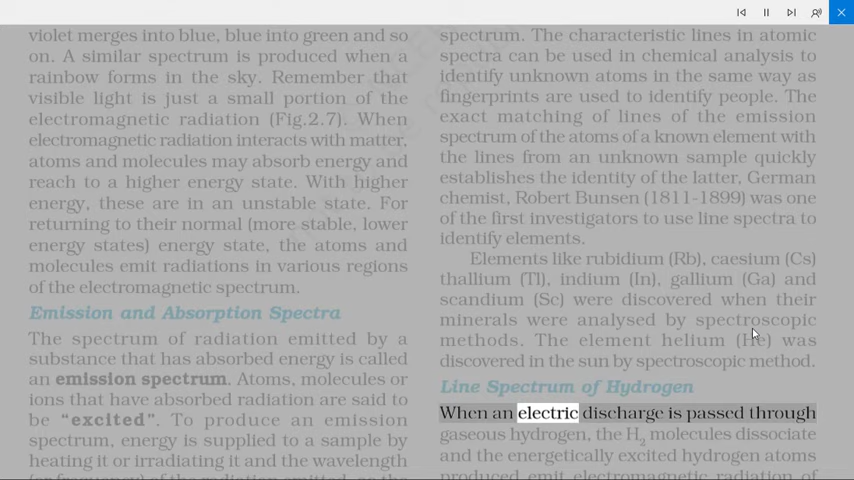 violet merges into blue, blue into green and so
on. A similar spectrum is produced when a
rainbow forms in the sky. Remember that
visible light is just a small portion of the
electromagnetic radiation (Fig.2.7). When
electromagnetic radiation interacts with matter,
atoms and molecules may absorb energy and
reach to a higher energy state. With higher
energy, these are in an unstable state. For
returning to their normal (more stable, lower
energy states) energy state, the atoms and
molecules emit radiations in various regions
of the electromagnetic spectrum.
Emission and Absorption Spectra
The spectrum of radiation emitted by a
substance that has absorbed energy is called
an emission spectrum. Atoms, molecules or
ions that have absorbed radiation are said to
be “excited”. To produce an emission
spectrum, energy is supplied to a sample by
heating it or irradiating it and the wavelength
(or frequency) of the radiation emitted, as the
spectrum. The characteristic lines in atomic
spectra can be used in chemical analysis to
identify unknown atoms in the same way as
fingerprints are used to identify people. The
exact matching of lines of the emission
spectrum of the atoms of a known element with
the lines from an unknown sample quickly
establishes the identity of the latter, German
chemist, Robert Bunsen (1811-1899) was one
of the first investigators to use line spectra to
identify elements.
Elements like rubidium (Rb), caesium (Cs)
thallium (Tl), indium (In), gallium (Ga) and
scandium (Sc) were discovered when their
minerals were analysed by spectroscopic
methods. The element helium (He) was
discovered in the sun by spectroscopic method.
Line Spectrum of Hydrogen
When an electric discharge is passed through
gaseous hydrogen, the H₂ molecules dissociate
and the energetically excited hydrogen atoms
produced emit electromagnetic radiation of